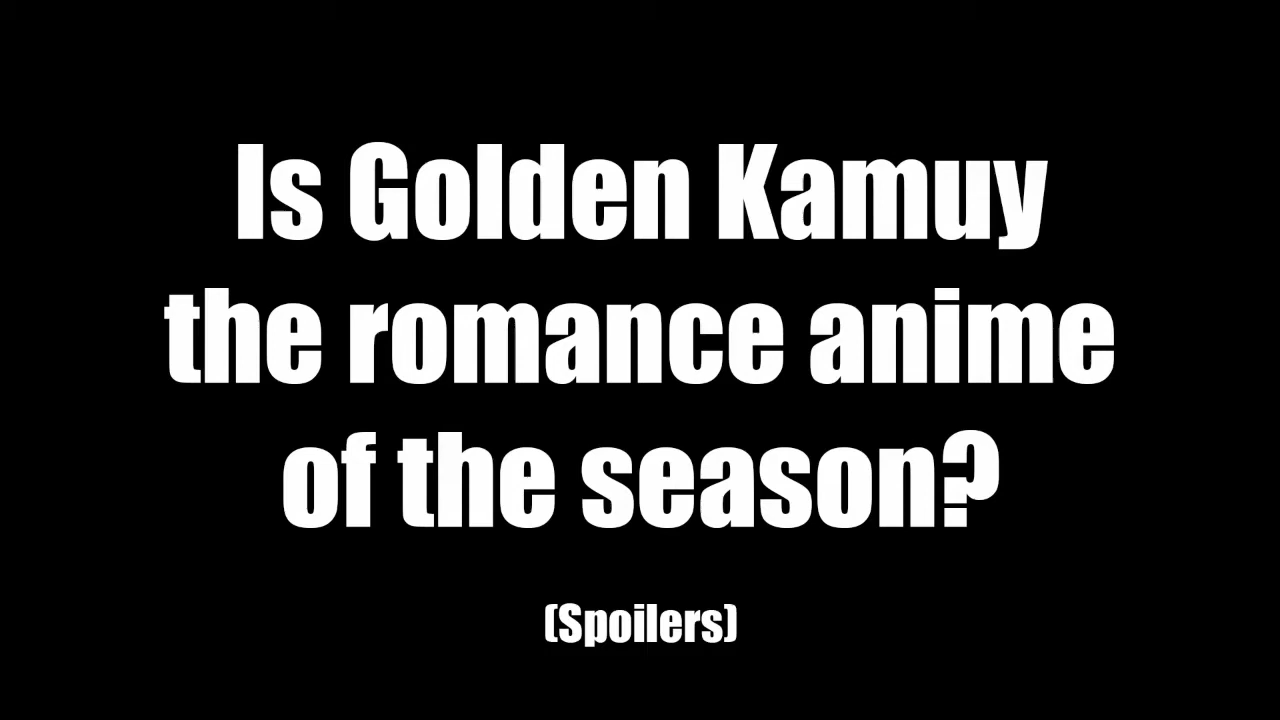 Is Golden Kamuy
the romance anime
of the season?
(Spoilers)